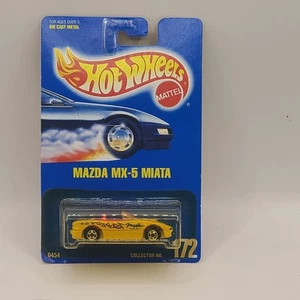 FOR AGES OVER 3
DIE CAST METAL
HOT WHEELS
MATTEL
MAZDA MX-5 MIATA
0454
COLLECTOR NO.
172